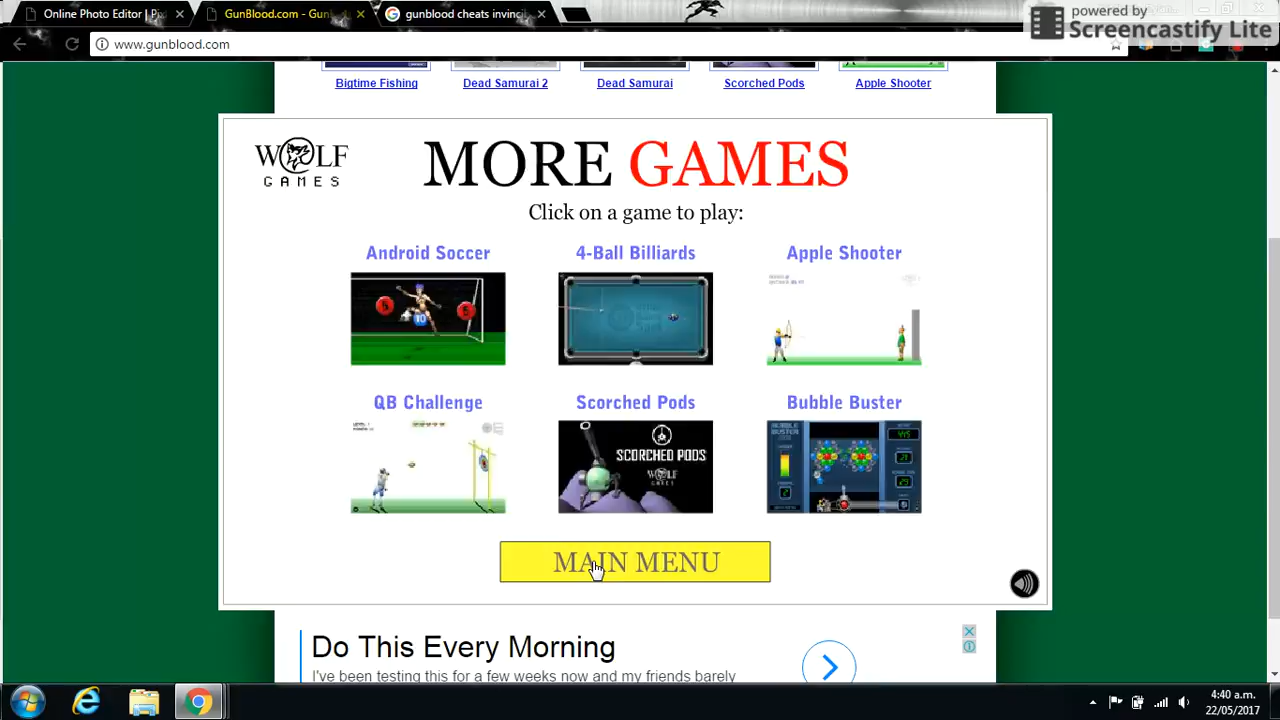 Online Photo Editor | Pix
GunBlood.com - Gun
gunblood cheats invinci
powered by
Screencastify Lite
www.gunblood.com
Bigtime Fishing
Dead Samurai 2
Dead Samurai
Scorched Pods
Apple Shooter
WOLF
GAMES
MORE GAMES
Click on a game to play:
Android Soccer
4-Ball Billiards
Apple Shooter
QB Challenge
Scorched Pods
Bubble Buster
SCORCHED PODS
WOLF
GAMES
MAIN MENU
Do This Every Morning
I've been testing this for a few weeks now and my friends barely
4:40 a.m.
22/05/2017